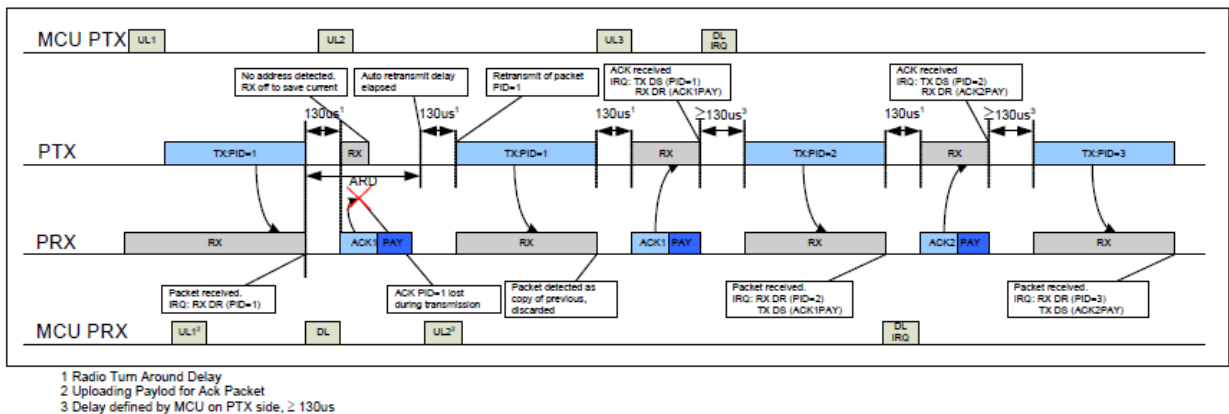 MCU PTX
UL1
UL2
UL3
DL
IRQ
No address detected.
RX off to save current
Auto retransmit delay
elapsed
Retransmit of packet
PID=1
ACK received
IRQ: TX DS (PID=1)
RX DR (ACK1PAY)
ACK received
IRQ: TX DS (PID=2)
RX DR (ACK2PAY)
130us¹
130us¹
130us¹
≥130us³
130us¹
≥130us³
PTX
TX:PID=1
RX
TX:PID=1
RX
TX:PID=2
RX
TX:PID=3
ARD
PRX
RX
ACK1 PAY
RX
ACK1 PAY
RX
ACK2 PAY
RX
Packet received.
IRQ: RX DR (PID=1)
ACK PID=1 lost
during transmission
Packet detected as
copy of previous,
discarded
Packet received.
IRQ: RX DR (PID=2)
TX DS (ACK1PAY)
Packet received.
IRQ: RX DR (PID=3)
TX DS (ACK2PAY)
MCU PRX
UL1²
DL
UL2²
DL
IRQ
1 Radio Turn Around Delay
2 Uploading Paylod for Ack Packet
3 Delay defined by MCU on PTX side, ≥ 130us